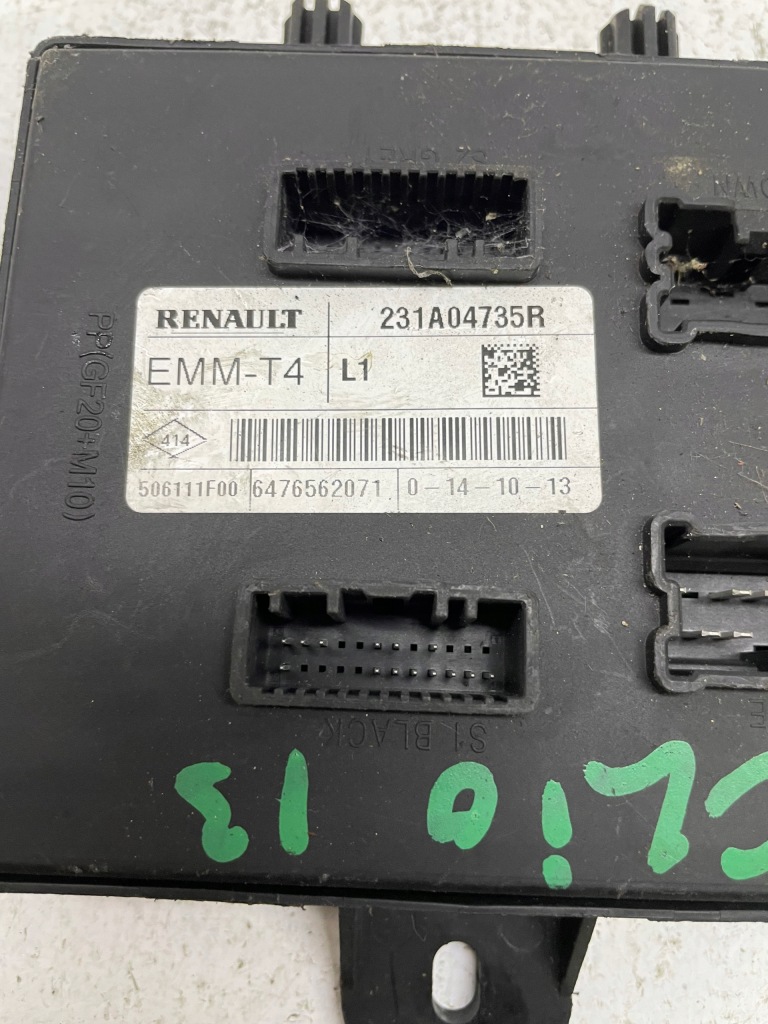 RENAULT 231A04735R
EMM-T4 L1
414
506111F00 6476562071 0-14-10-13
PP(GF20+M10)
S1 BLACK
CLiO 13